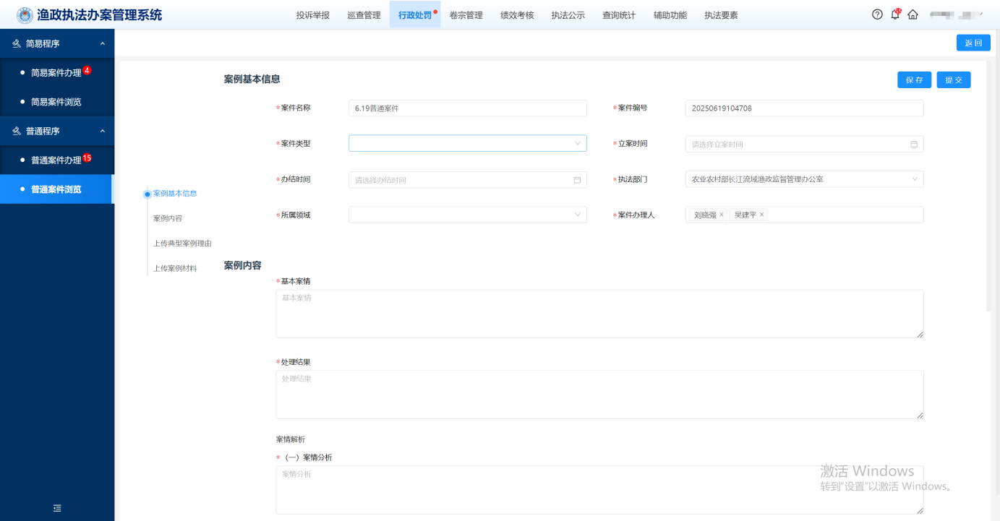 渔政执法办案管理系统
投诉举报 巡查管理 行政处罚 卷宗管理 绩效考核 执法公示 查询统计 辅助功能 执法要素
简易程序
返 回
简易案件办理 4
简易案件浏览
普通程序
普通案件办理 15
普通案件浏览
案例基本信息
案例内容
上传典型案例理由
上传案例材料
案例基本信息
保 存 提 交
*案件名称 6.19普通案件 *案件编号 20250619104708
*案件类型 *立案时间 请选择立案时间
*办结时间 请选择办结时间 *执法部门 农业农村部长江流域渔政监督管理办公室
*所属领域 *案件办理人 刘晓强 × 吴建平 ×
案例内容
*基本案情
基本案情
*处理结果
处理结果
案情解析
*（一）案情分析
案情分析
激活 Windows
转到"设置"以激活 Windows。